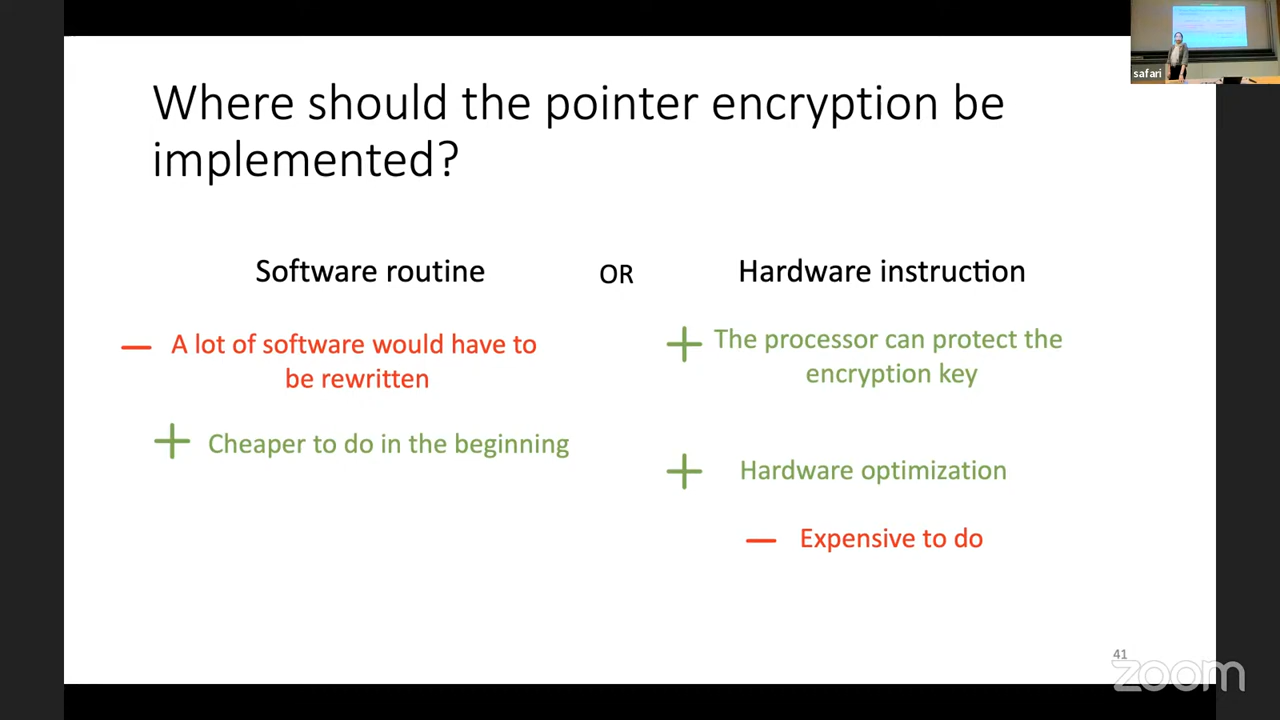 safari
Where should the pointer encryption be
implemented?
Software routine
OR
Hardware instruction
— A lot of software would have to
be rewritten
+ Cheaper to do in the beginning
+ The processor can protect the
encryption key
+ Hardware optimization
— Expensive to do
41
zoom